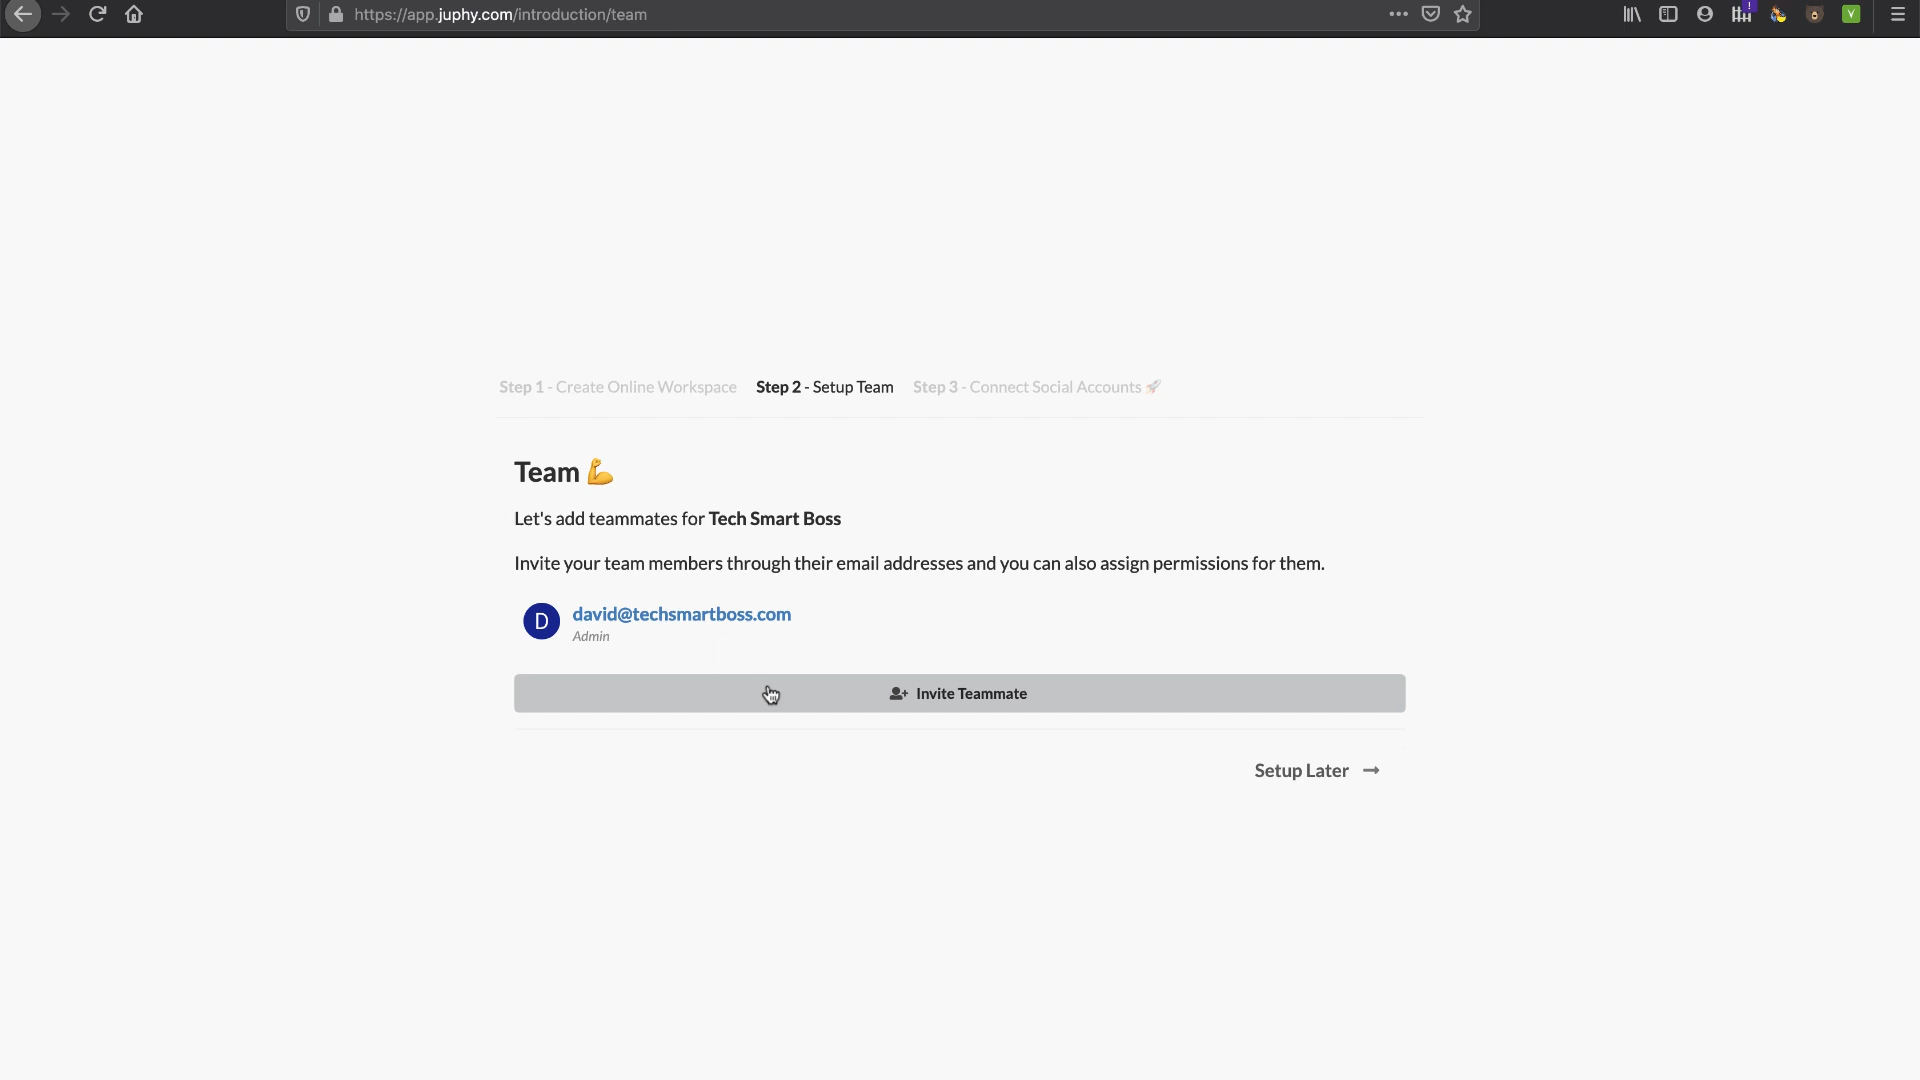 https://app.juphy.com/introduction/team
Step 1 - Create Online Workspace Step 2 - Setup Team Step 3 - Connect Social Accounts 🚀
Team 💪
Let's add teammates for Tech Smart Boss
Invite your team members through their email addresses and you can also assign permissions for them.
D
david@techsmartboss.com
Admin
Invite Teammate
Setup Later →